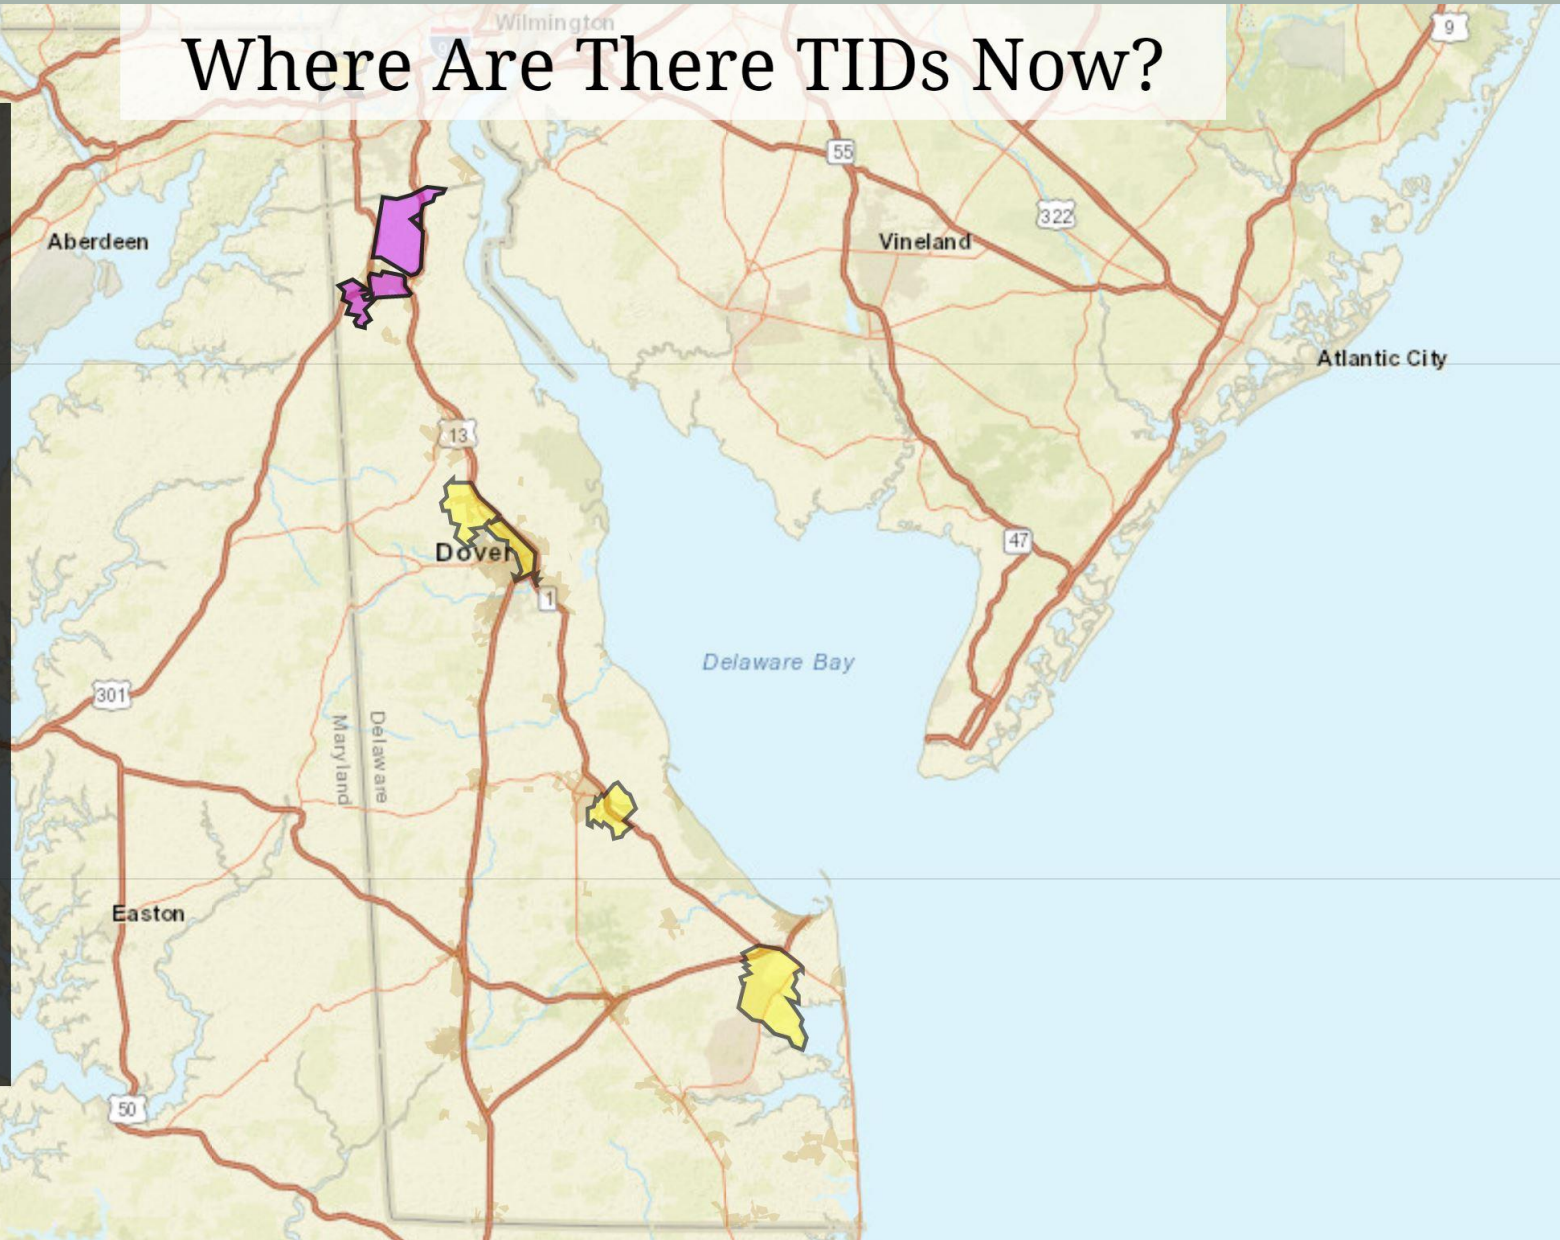 Wilmington
Where Are There TIDs Now?
9
55
322
Aberdeen
Vineland
Atlantic City
13
47
Dover
1
Delaware Bay
301
Maryland
Delaware
Easton
50